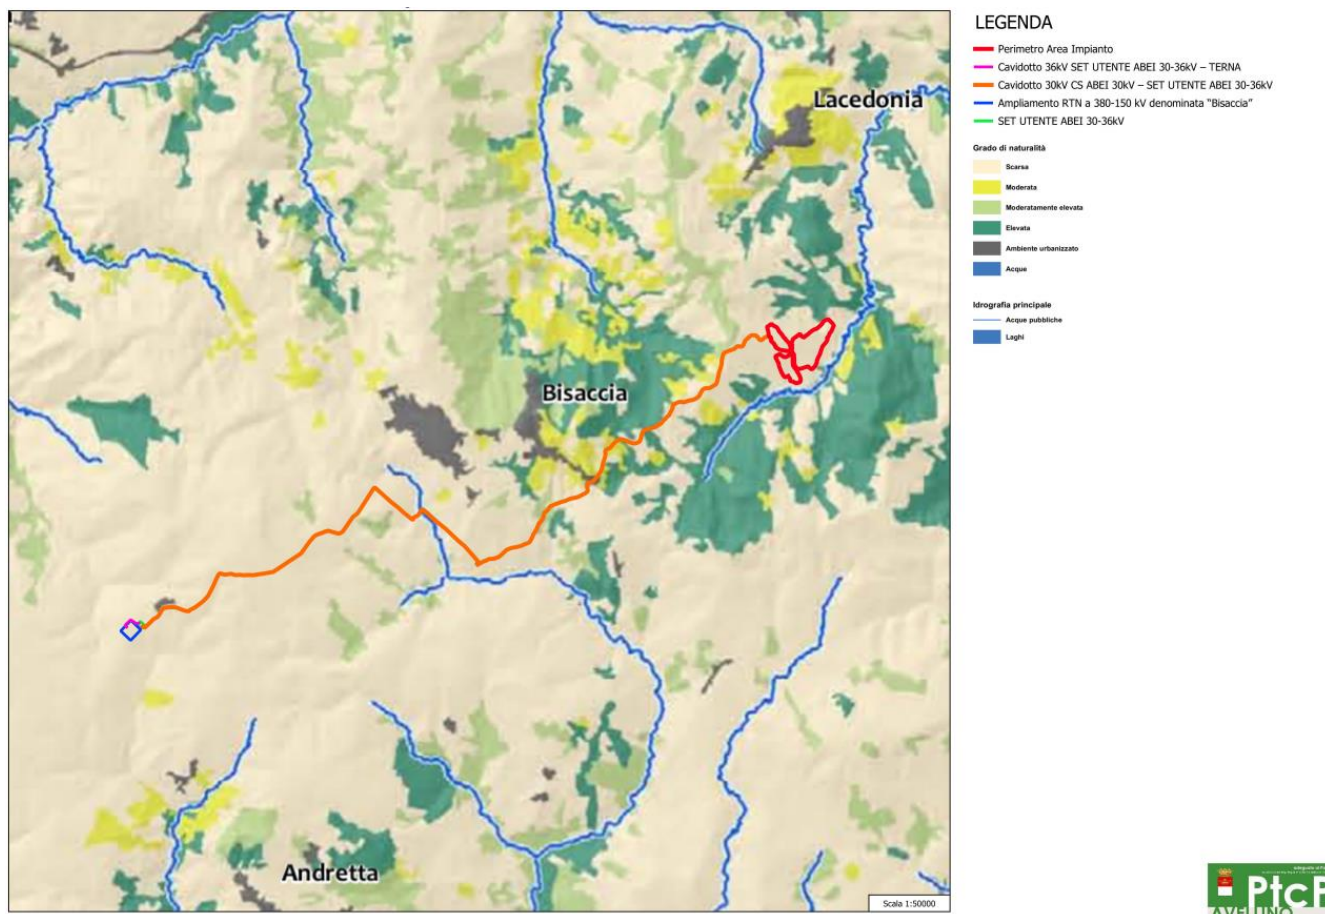 Lacedonia
Bisaccia
Andretta
Scala 1:50000
LEGENDA
Perimetro Area Impianto
Cavidotto 36kV SET UTENTE ABEI 30-36kV – TERNA
Cavidotto 30kV CS ABEI 30kV – SET UTENTE ABEI 30-36kV
Ampliamento RTN a 380-150 kV denominata "Bisaccia"
SET UTENTE ABEI 30-36kV
Grado di naturalità
Scarsa
Moderata
Moderatamente elevata
Elevata
Ambiente urbanizzato
Acque
Idrografia principale
Acque pubbliche
Laghi
PtcP
AVELLINO